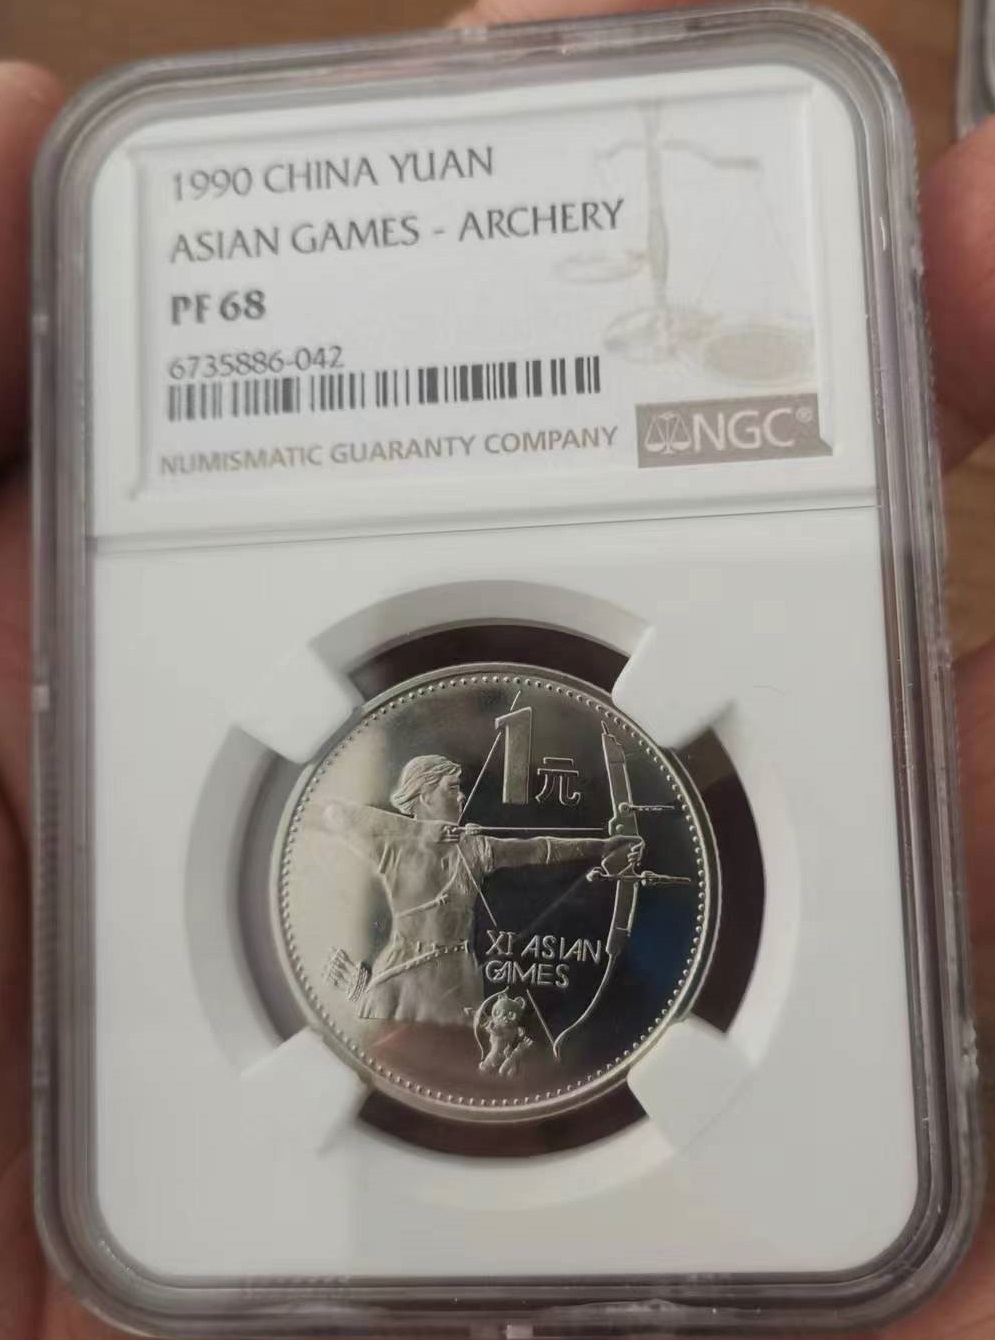 1990 CHINA YUAN
ASIAN GAMES - ARCHERY
PF 68
6735886-042
NUMISMATIC GUARANTY COMPANY
NGC®
1元
XI ASIAN
GAMES